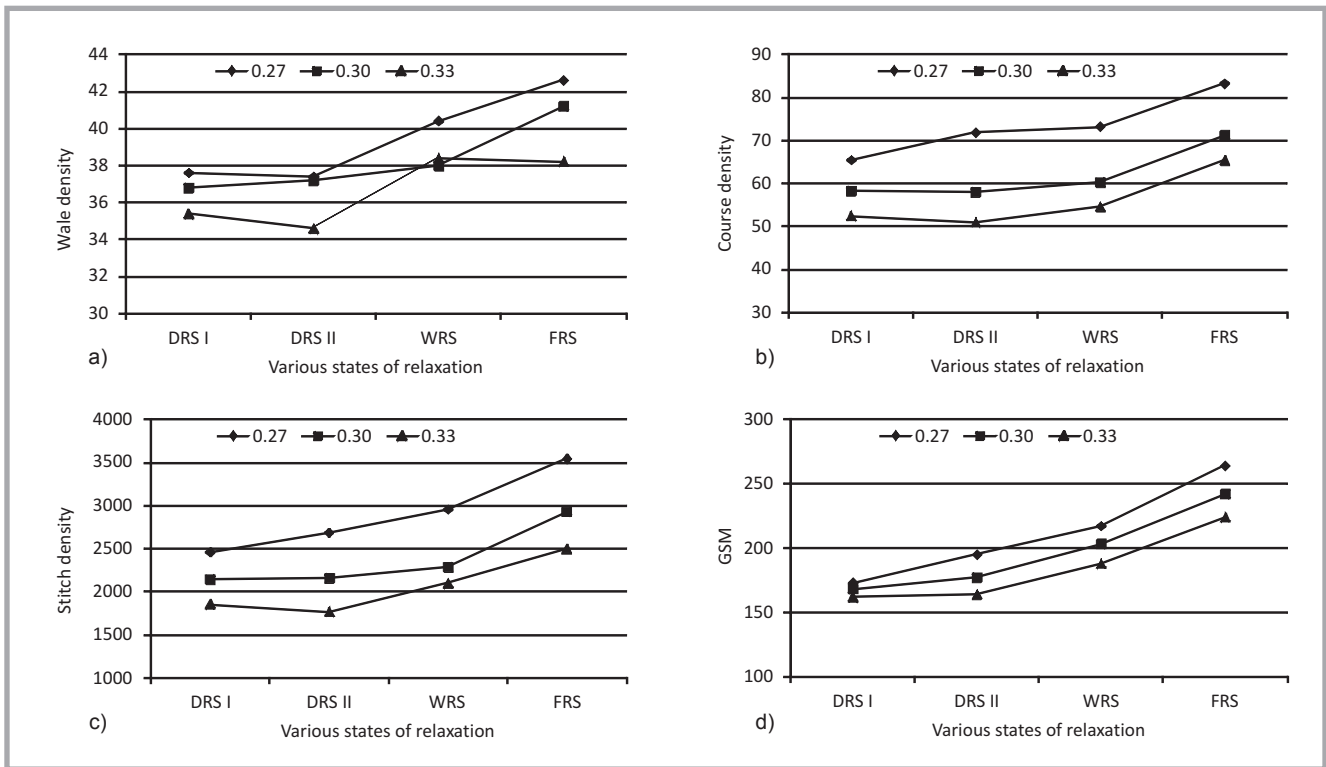 44
42
40
38
36
34
32
30
Wale density
0.27 0.30 0.33
DRS I DRS II WRS FRS
Various states of relaxation
a)
90
80
70
60
50
40
30
Course density
0.27 0.30 0.33
DRS I DRS II WRS FRS
Various states of relaxation
b)
4000
3500
3000
2500
2000
1500
1000
Stitch density
0.27 0.30 0.33
DRS I DRS II WRS FRS
Various states of relaxation
c)
300
250
200
150
100
GSM
0.27 0.30 0.33
DRS I DRS II WRS FRS
Various states of relaxation
d)